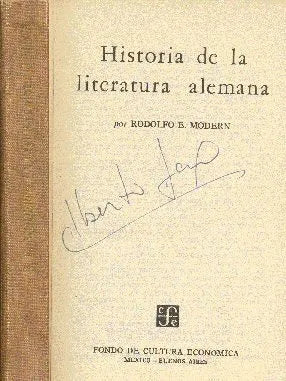 Historia de la
literatura alemana
por RODOLFO E. MODERN
FONDO DE CULTURA ECONOMICA
MEXICO - BUENOS AIRES